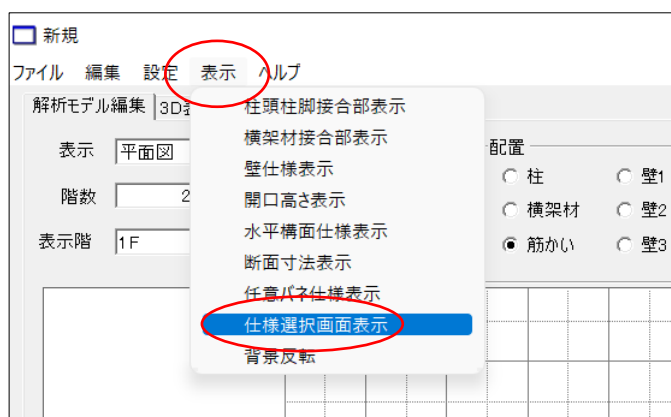 新規
ファイル 編集 設定 表示 ヘルプ
解析モデル編集 3D
柱頭柱脚接合部表示
横架材接合部表示
壁仕様表示
開口高さ表示
水平構面仕様表示
断面寸法表示
任意バネ仕様表示
仕様選択画面表示
背景反転
表示 平面図
階数 2
表示階 1F
配置
柱 壁1
横架材 壁2
筋かい 壁3